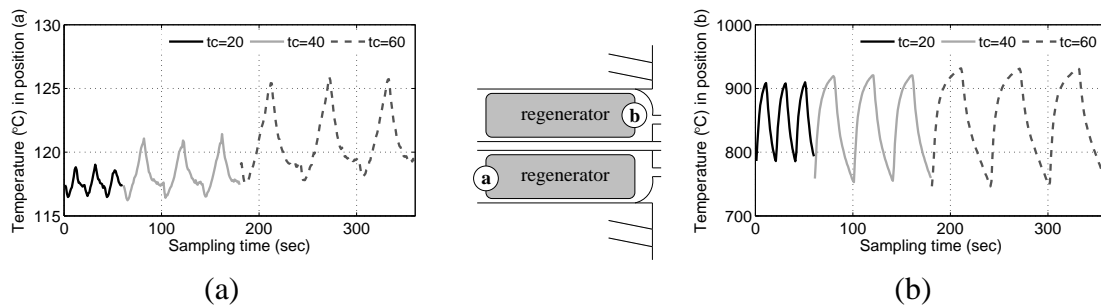 130
125
120
115
0
100
200
300
Temperature (°C) in position (a)
Sampling time (sec)
tc=20
tc=40
tc=60
(a)
regenerator
b
regenerator
a
1000
900
800
700
0
100
200
300
Temperature (°C) in position (b)
Sampling time (sec)
tc=20
tc=40
tc=60
(b)